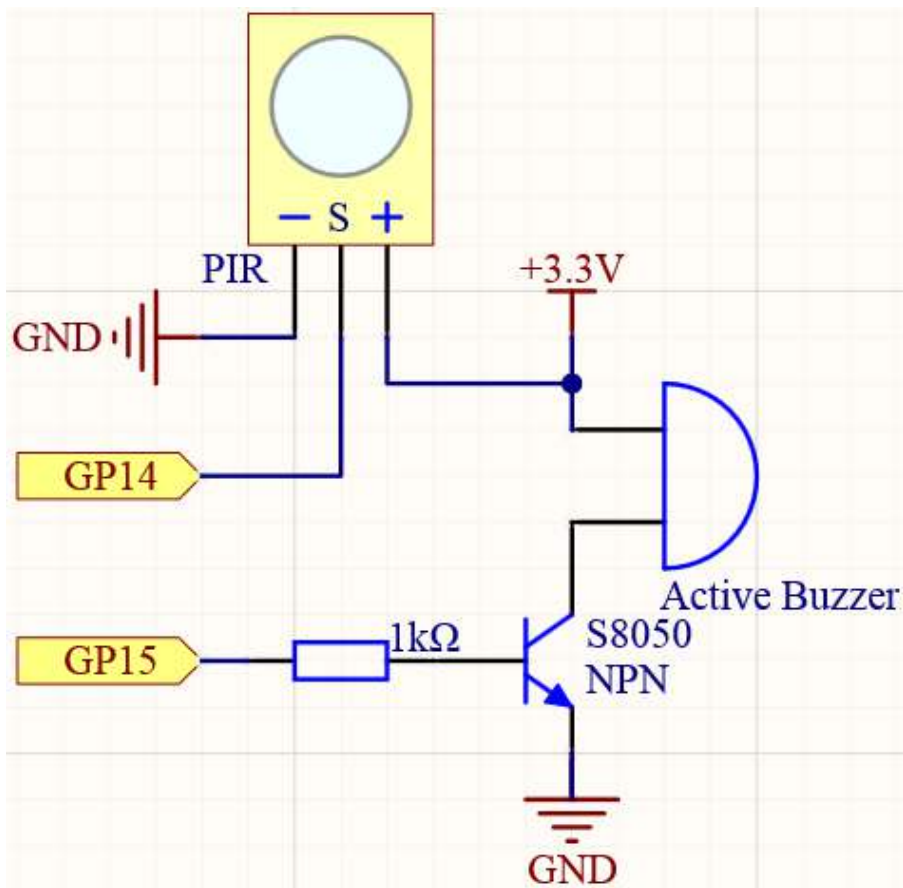 − S +
PIR
+3.3V
GND
GP14
Active Buzzer
S8050
NPN
GP15
1kΩ
GND